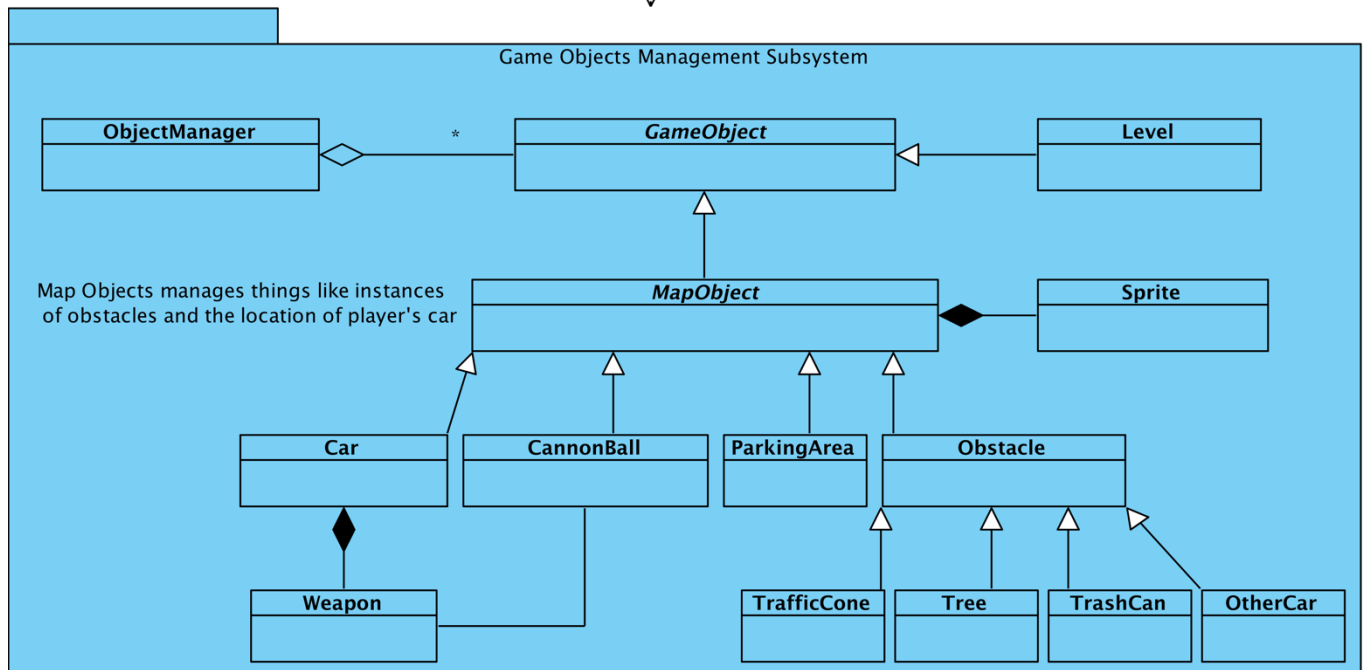 Game Objects Management Subsystem
ObjectManager
*
GameObject
Level
Map Objects manages things like instances
of obstacles and the location of player's car
MapObject
Sprite
Car
CannonBall
ParkingArea
Obstacle
Weapon
TrafficCone
Tree
TrashCan
OtherCar